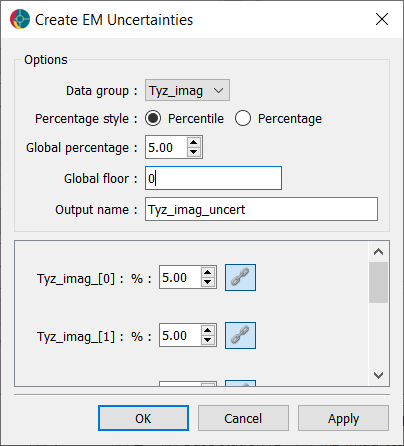 Create EM Uncertainties
Options
Data group : Tyz_imag
Percentage style : Percentile Percentage
Global percentage : 5.00
Global floor : 0
Output name : Tyz_imag_uncert
Tyz_imag_[0] : % : 5.00
Tyz_imag_[1] : % : 5.00
OK Cancel Apply